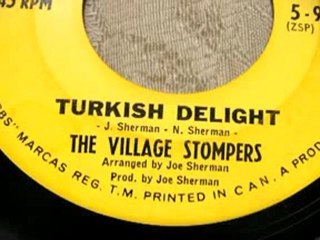 45 RPM
5-9
(ZSP)
TURKISH DELIGHT
- J. Sherman - N. Sherman -
THE VILLAGE STOMPERS
Arranged by Joe Sherman
Prod. by Joe Sherman
BS" MARCAS REG. T.M. PRINTED IN CAN. A PROD